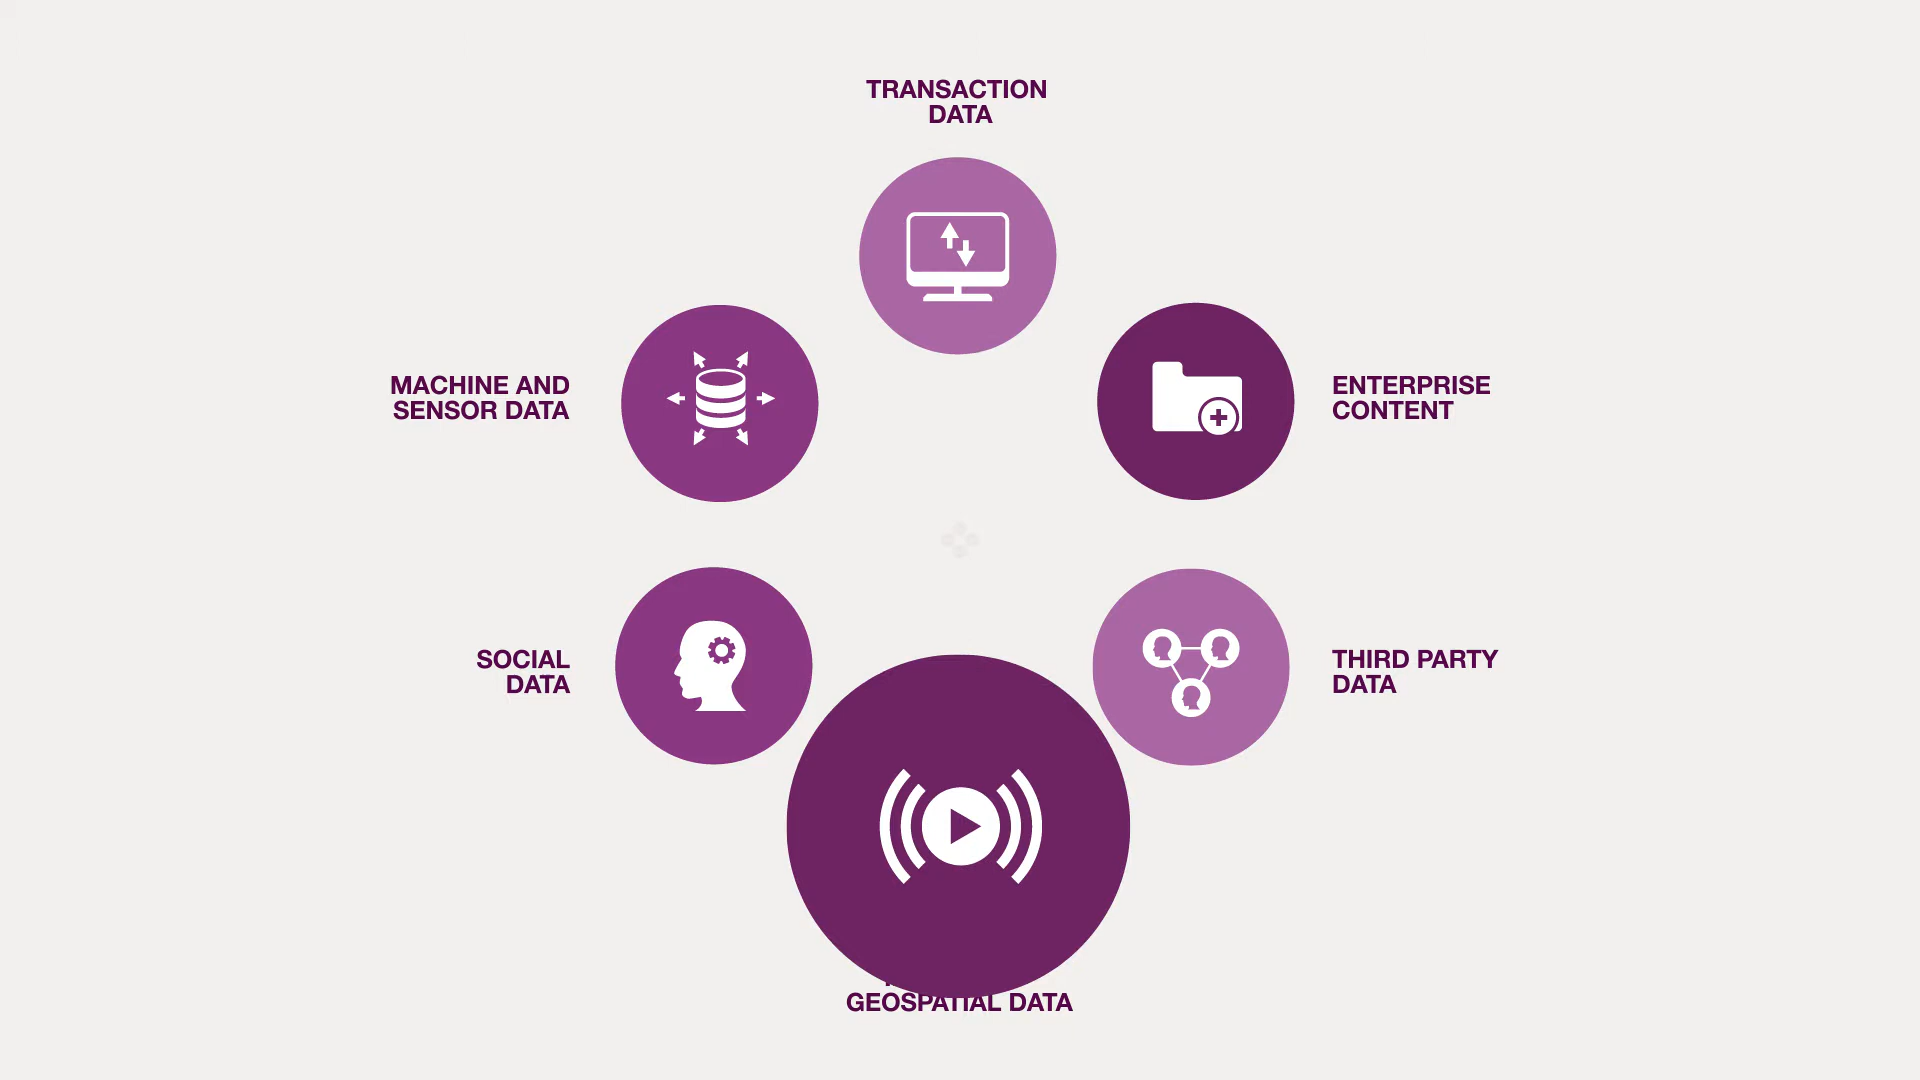 TRANSACTION
DATA
MACHINE AND
SENSOR DATA
ENTERPRISE
CONTENT
SOCIAL
DATA
THIRD PARTY
DATA
GEOSPATIAL DATA